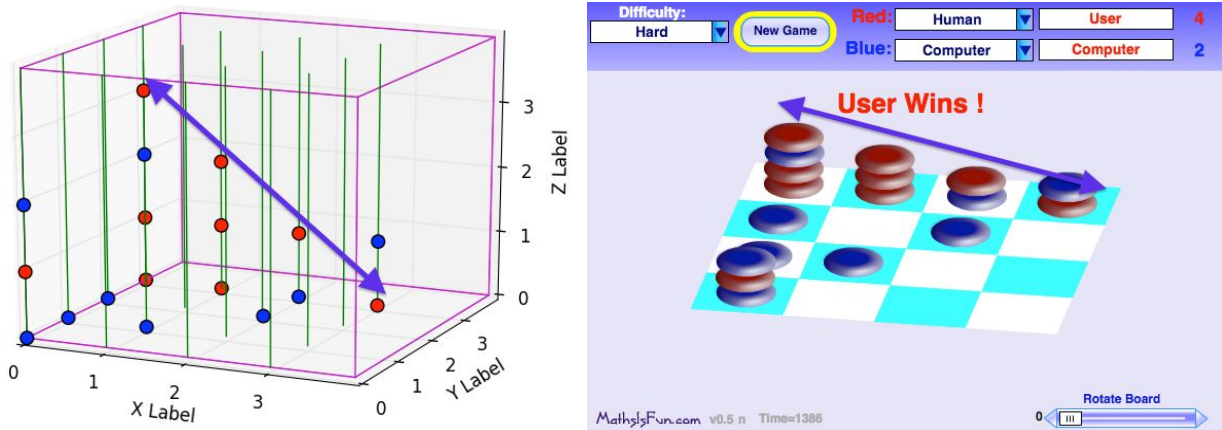 3
2
1
0
Z Label
0
1
2
3
X Label
0
1
2
3
Y Label
Difficulty:
Hard
New Game
Red: Human User 4
Blue: Computer Computer 2
User Wins !
MathsIsFun.com v0.5 n Time=1386
Rotate Board
0